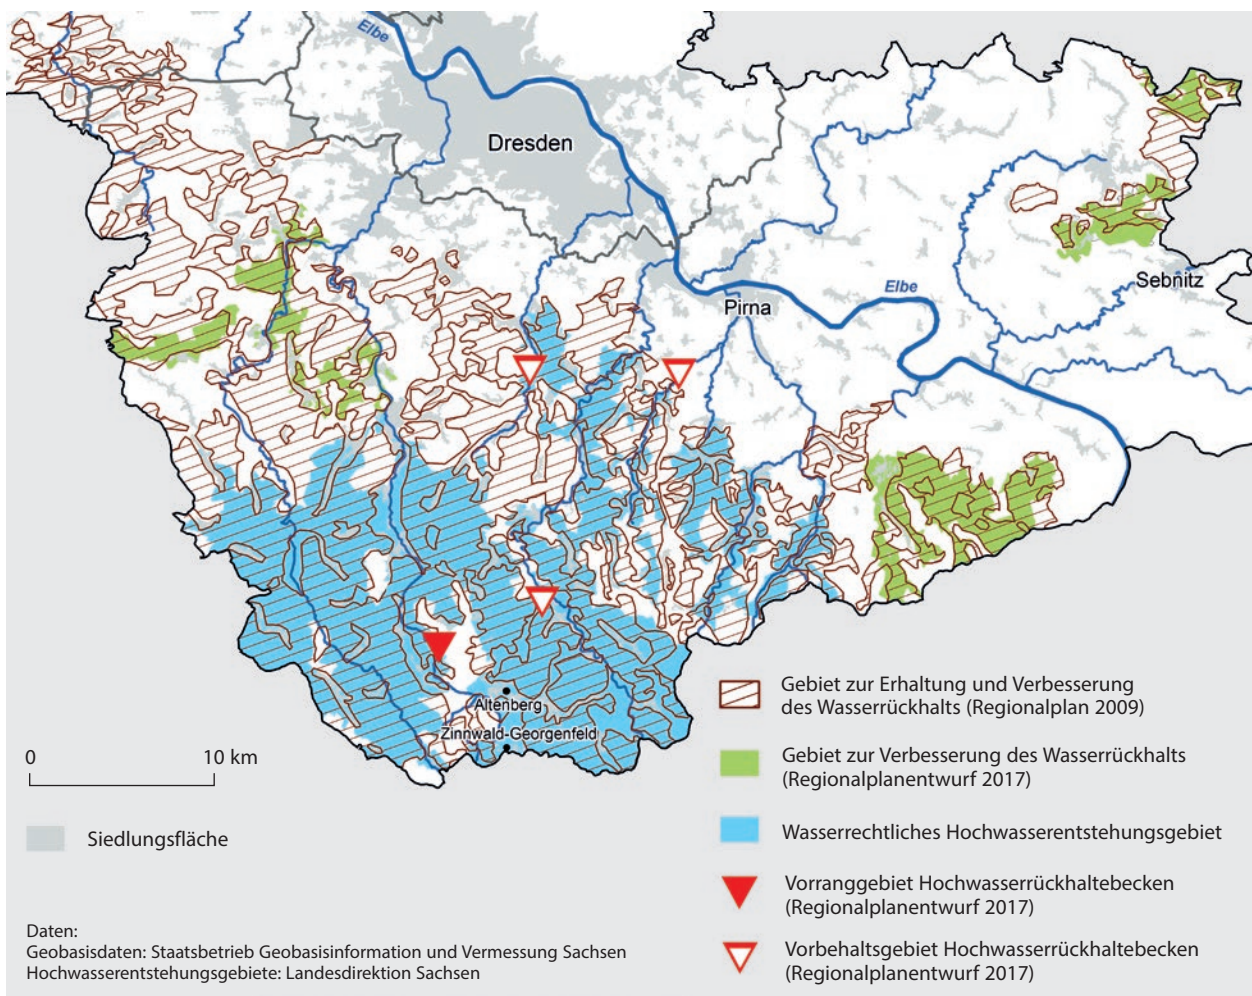 Elbe
Dresden
Sebnitz
Elbe
Pirna
Altenberg
Zinnwald-Georgenfeld
0 10 km
Siedlungsfläche
Daten:
Geobasisdaten: Staatsbetrieb Geobasisinformation und Vermessung Sachsen
Hochwasserentstehungsgebiete: Landesdirektion Sachsen
Gebiet zur Erhaltung und Verbesserung
des Wasserrückhalts (Regionalplan 2009)
Gebiet zur Verbesserung des Wasserrückhalts
(Regionalplanentwurf 2017)
Wasserrechtliches Hochwasserentstehungsgebiet
Vorranggebiet Hochwasserrückhaltebecken
(Regionalplanentwurf 2017)
Vorbehaltsgebiet Hochwasserrückhaltebecken
(Regionalplanentwurf 2017)